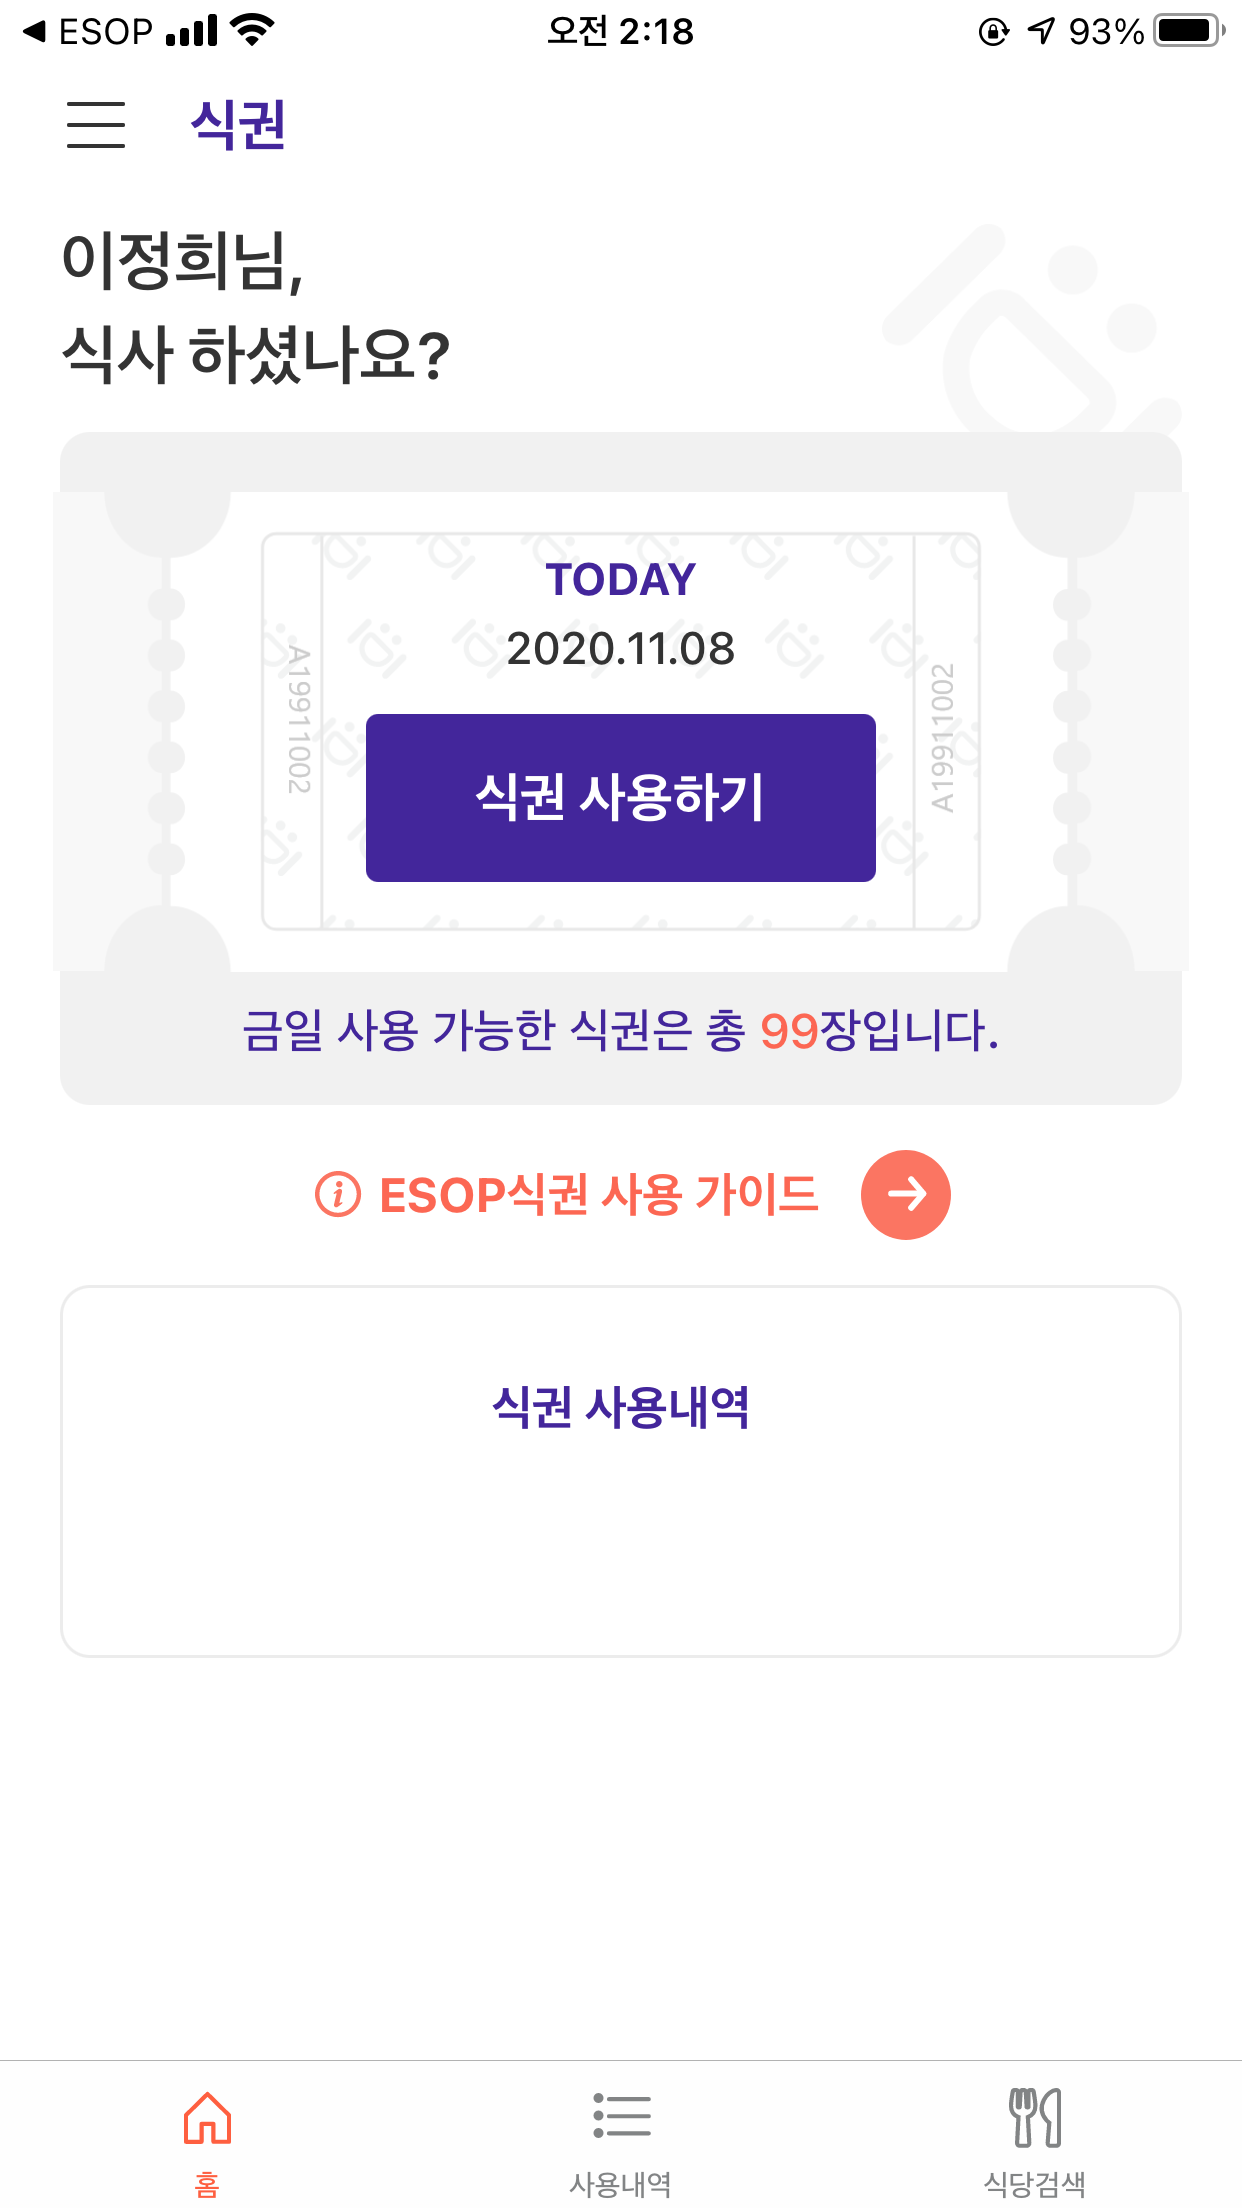 ESOP
오전 2:18
93%
식권
이정희님,
식사 하셨나요?
TODAY
2020.11.08
A19911002
A19911002
식권 사용하기
금일 사용 가능한 식권은 총 99장입니다.
ESOP식권 사용 가이드
식권 사용내역
홈
사용내역
식당검색